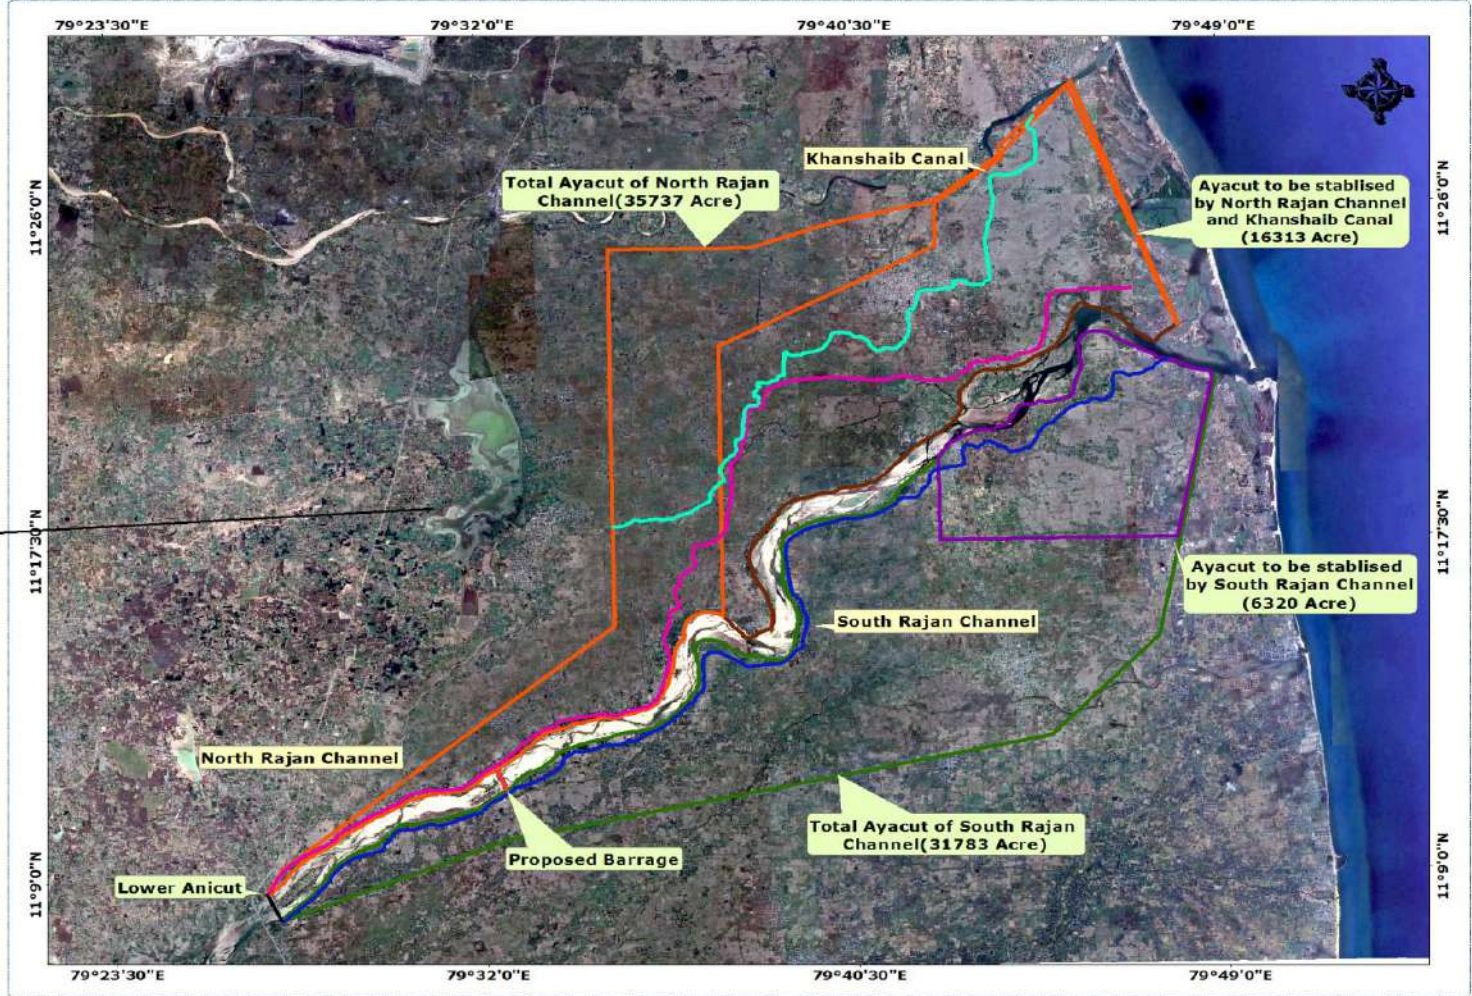 79°23'30"E 79°32'0"E 79°40'30"E 79°49'0"E
Khanshaib Canal
Total Ayacut of North Rajan
Channel(35737 Acre)
Ayacut to be stablised
by North Rajan Channel
and Khanshaib Canal
(16313 Acre)
11°26'0"N 11°26'0"N
11°17'30"N 11°17'30"N
Ayacut to be stablised
by South Rajan Channel
(6320 Acre)
South Rajan Channel
North Rajan Channel
Total Ayacut of South Rajan
Channel(31783 Acre)
Proposed Barrage
Lower Anicut
11°9'0"N 11°9'0"N
79°23'30"E 79°32'0"E 79°40'30"E 79°49'0"E